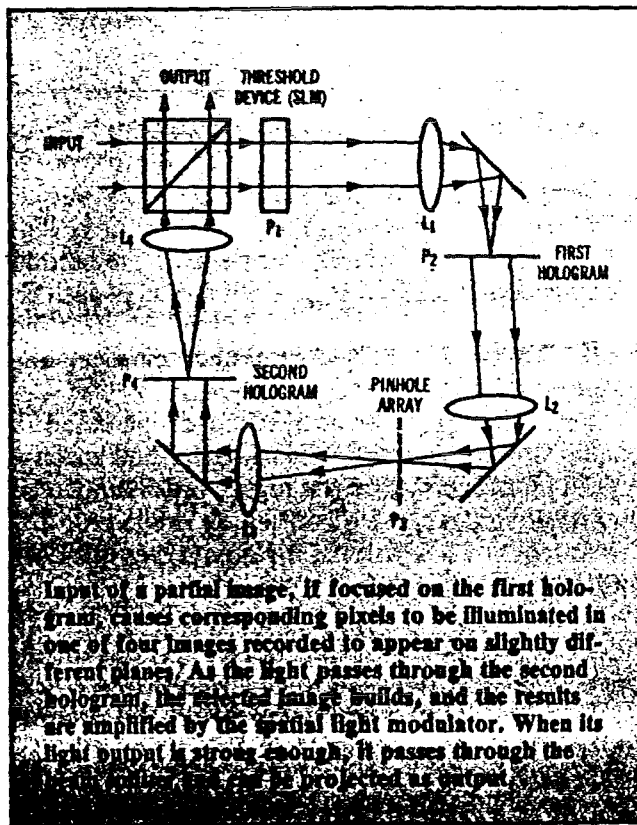 OUTPUT
THRESHOLD
DEVICE (SLM)
INPUT
P₁
L₁
P₂
FIRST
HOLOGRAM
L₄
P₄
SECOND
HOLOGRAM
PINHOLE
ARRAY
L₂
L₃
P₃
Input of a partial image, if focused on the first holo-
gram, causes corresponding pixels to be illuminated in
one of four images recorded to appear on slightly dif-
ferent planes. As the light passes through the second
hologram, the selected image builds, and the results
are amplified by the spatial light modulator. When its
light output is strong enough, it passes through the
and can be projected as output.